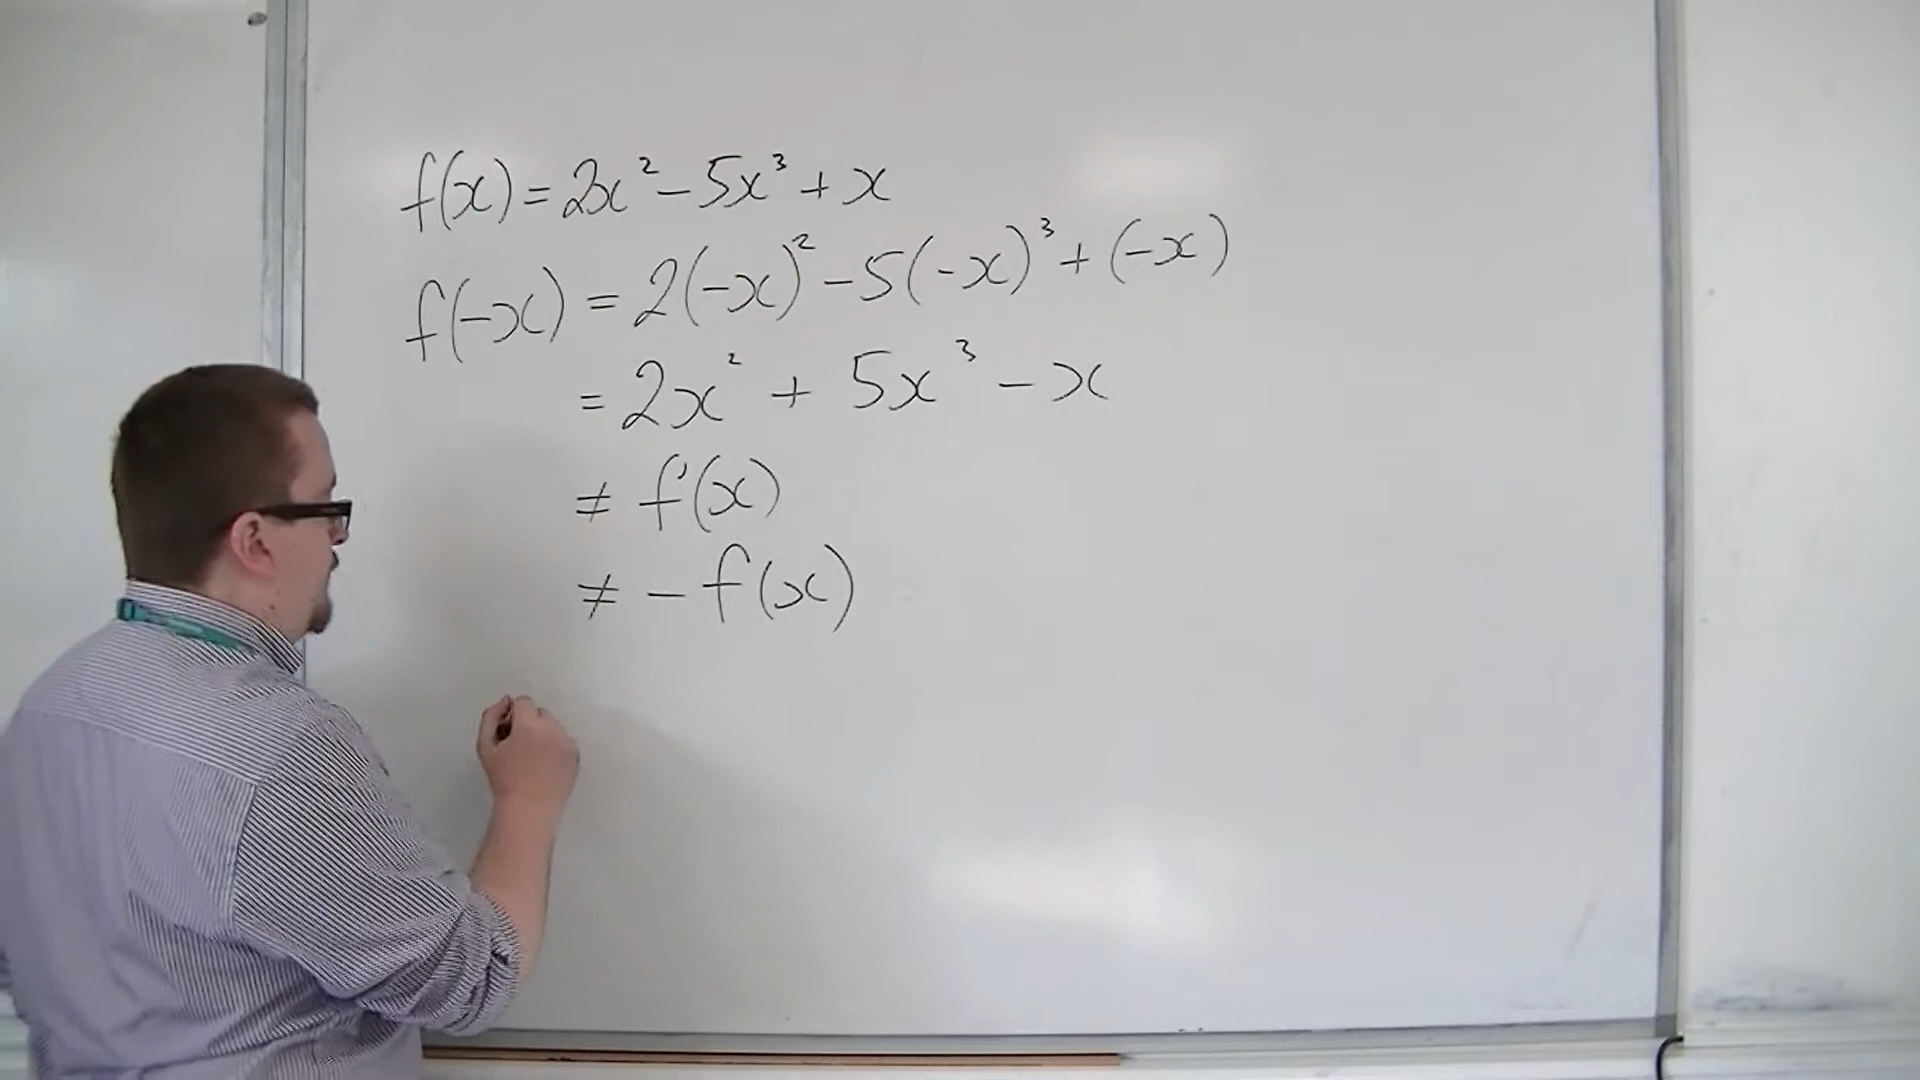 f(x) = 2x² - 5x³ + x
f(-x) = 2(-x)² - 5(-x)³ + (-x)
= 2x² + 5x³ - x
≠ f(x)
≠ - f(x)